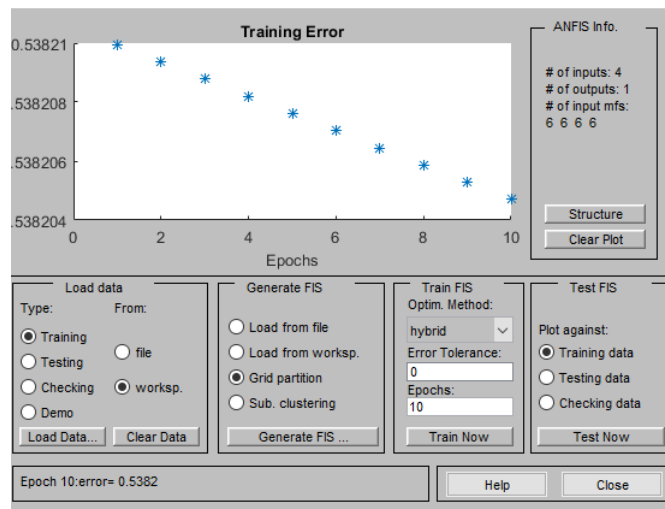 Training Error
0.53821
.538208
.538206
.538204
0 2 4 6 8 10
Epochs
ANFIS Info.
# of inputs: 4
# of outputs: 1
# of input mfs:
6 6 6 6
Structure
Clear Plot
Load data
Type: From:
Training
Testing
Checking
Demo
file
worksp.
Load Data...
Clear Data
Generate FIS
Load from file
Load from worksp.
Grid partition
Sub. clustering
Generate FIS ...
Train FIS
Optim. Method:
hybrid
Error Tolerance:
0
Epochs:
10
Train Now
Test FIS
Plot against:
Training data
Testing data
Checking data
Test Now
Epoch 10:error= 0.5382
Help
Close